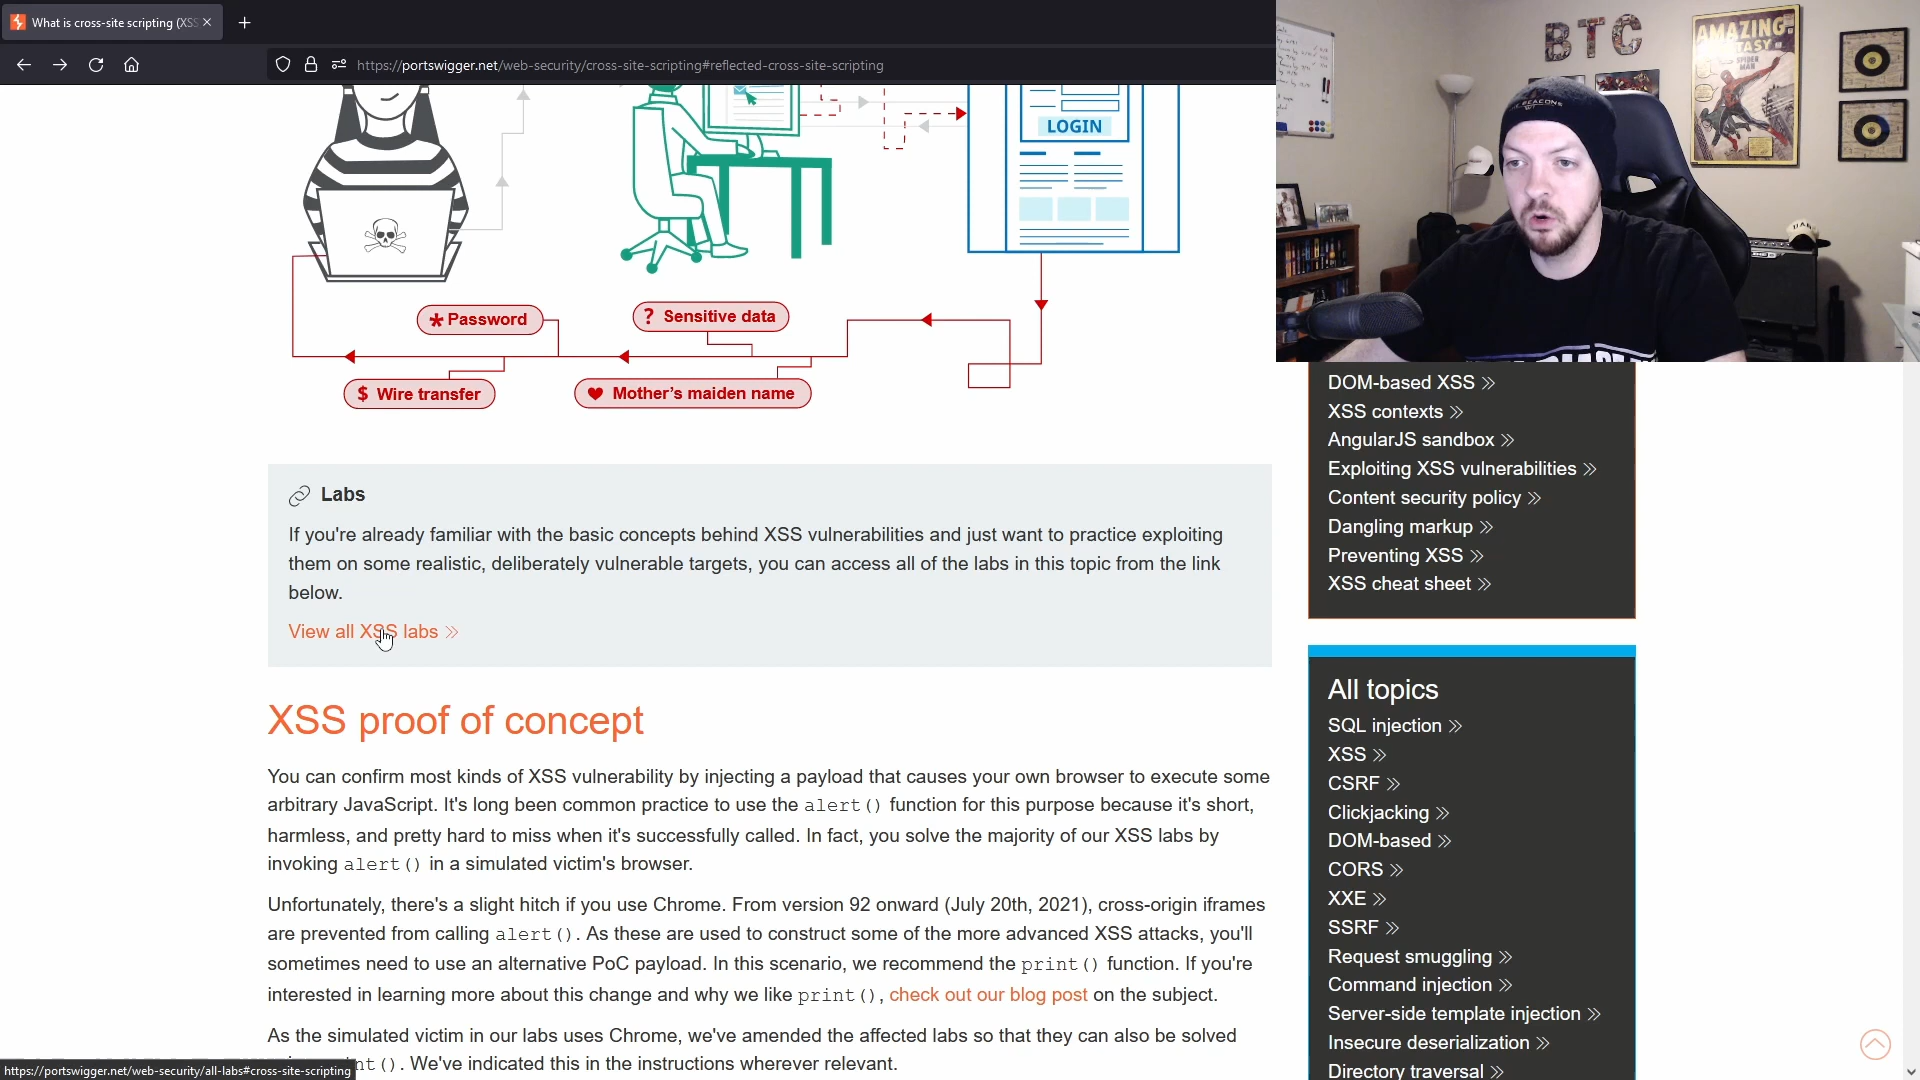 What is cross-site scripting (XSS
https://portswigger.net/web-security/cross-site-scripting#reflected-cross-site-scripting
BTC
AMAZING
LOGIN
Password
? Sensitive data
$ Wire transfer
Mother's maiden name
Labs
If you're already familiar with the basic concepts behind XSS vulnerabilities and just want to practice exploiting
them on some realistic, deliberately vulnerable targets, you can access all of the labs in this topic from the link
below.
View all XSS labs
XSS proof of concept
You can confirm most kinds of XSS vulnerability by injecting a payload that causes your own browser to execute some
arbitrary JavaScript. It's long been common practice to use the alert() function for this purpose because it's short,
harmless, and pretty hard to miss when it's successfully called. In fact, you solve the majority of our XSS labs by
invoking alert() in a simulated victim's browser.
Unfortunately, there's a slight hitch if you use Chrome. From version 92 onward (July 20th, 2021), cross-origin iframes
are prevented from calling alert(). As these are used to construct some of the more advanced XSS attacks, you'll
sometimes need to use an alternative PoC payload. In this scenario, we recommend the print() function. If you're
interested in learning more about this change and why we like print(), check out our blog post on the subject.
As the simulated victim in our labs uses Chrome, we've amended the affected labs so that they can also be solved
nt(). We've indicated this in the instructions wherever relevant.
https://portswigger.net/web-security/all-labs#cross-site-scripting
DOM-based XSS
XSS contexts
AngularJS sandbox
Exploiting XSS vulnerabilities
Content security policy
Dangling markup
Preventing XSS
XSS cheat sheet
All topics
SQL injection
XSS
CSRF
Clickjacking
DOM-based
CORS
XXE
SSRF
Request smuggling
Command injection
Server-side template injection
Insecure deserialization
Directory traversal